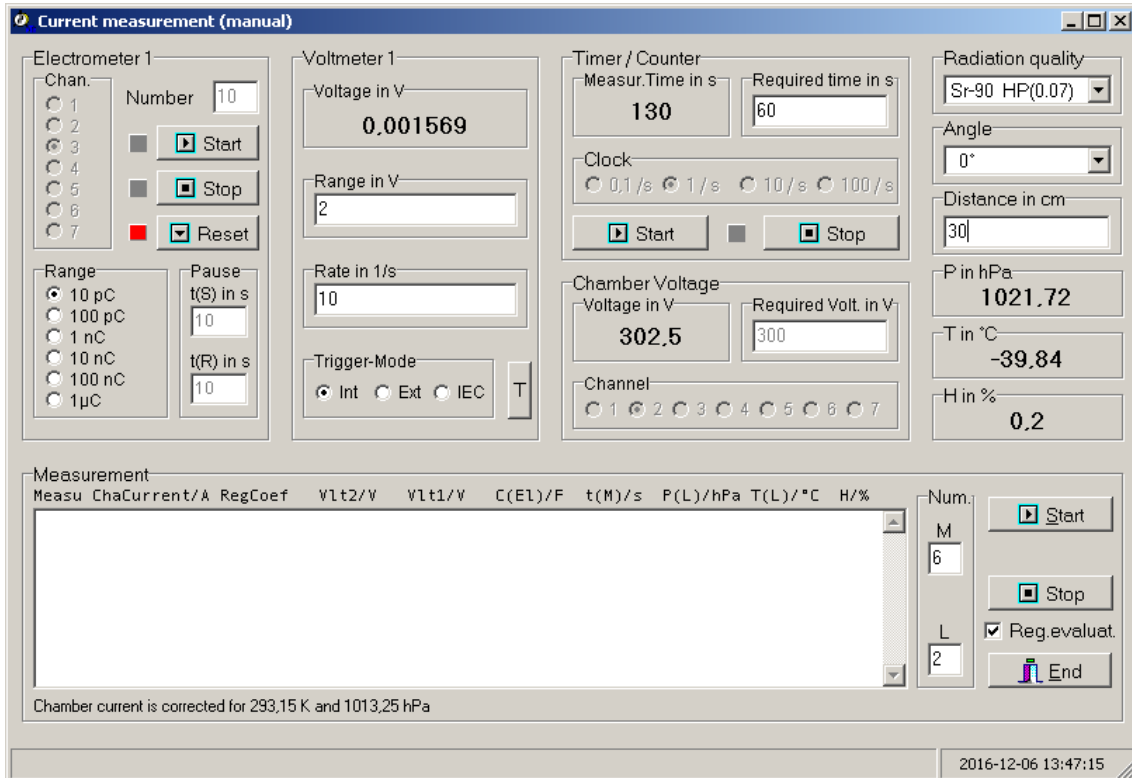 Current measurement (manual)
Electrometer 1
Chan.
1
2
3
4
5
6
7
Number 10
Start
Stop
Reset
Range
10 pC
100 pC
1 nC
10 nC
100 nC
1µC
Pause
t(S) in s
10
t(R) in s
10
Voltmeter 1
Voltage in V
0,001569
Range in V
2
Rate in 1/s
10
Trigger-Mode
Int Ext IEC
T
Timer / Counter
Measur.Time in s
130
Required time in s
60
Clock
0,1/s 1/s 10/s 100/s
Start Stop
Chamber Voltage
Voltage in V
302,5
Required Volt. in V
300
Channel
1 2 3 4 5 6 7
Radiation quality
Sr-90 HP(0.07)
Angle
0°
Distance in cm
30
P in hPa
1021,72
T in °C
-39,84
H in %
0,2
Measurement
Measu ChaCurrent/A RegCoef Vlt2/V Vlt1/V C(El)/F t(M)/s P(L)/hPa T(L)/°C H/%
Num.
M
6
L
2
Start
Stop
Reg.evaluat.
End
Chamber current is corrected for 293,15 K and 1013,25 hPa
2016-12-06 13:47:15